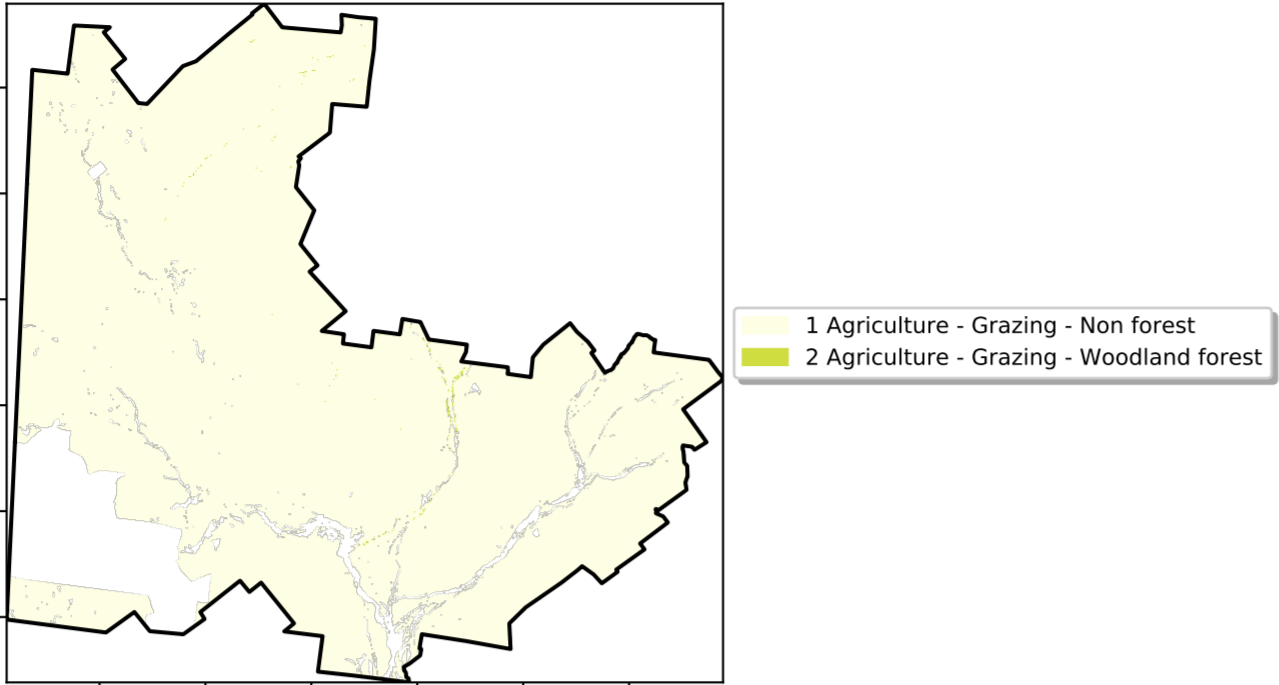 1 Agriculture - Grazing - Non forest
2 Agriculture - Grazing - Woodland forest